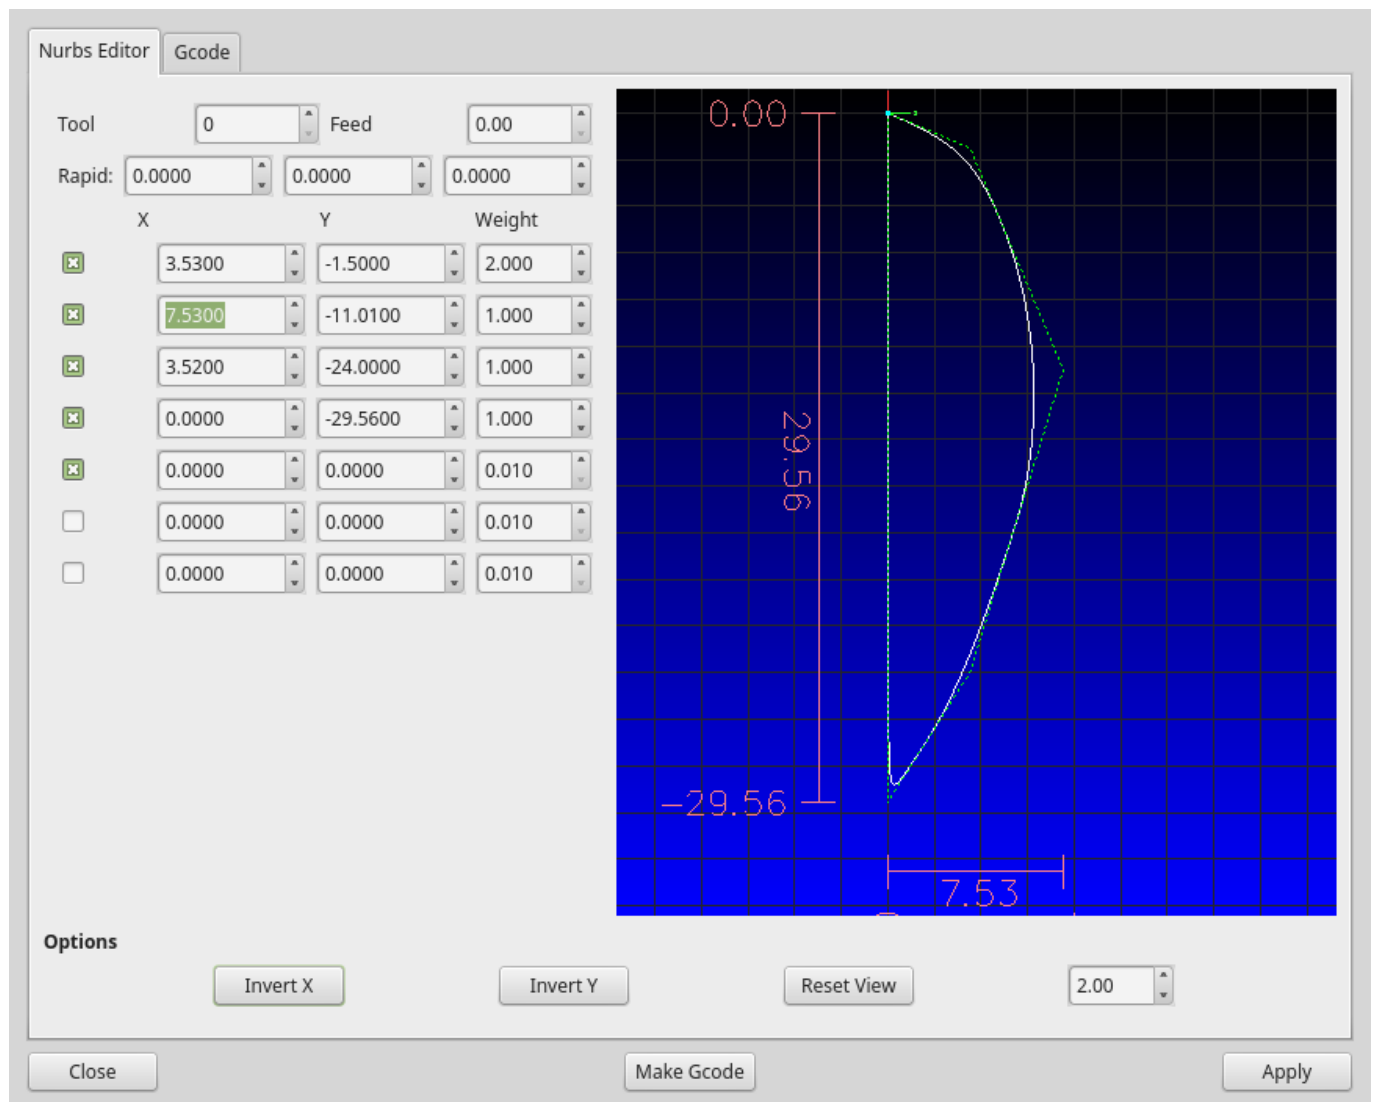 Nurbs Editor Gcode
Tool 0 Feed 0.00
Rapid: 0.0000 0.0000 0.0000
X Y Weight
3.5300 -1.5000 2.000
7.5300 -11.0100 1.000
3.5200 -24.0000 1.000
0.0000 -29.5600 1.000
0.0000 0.0000 0.010
0.0000 0.0000 0.010
0.0000 0.0000 0.010
0.00
29.56
-29.56
7.53
Options
Invert X Invert Y Reset View 2.00
Close Make Gcode Apply